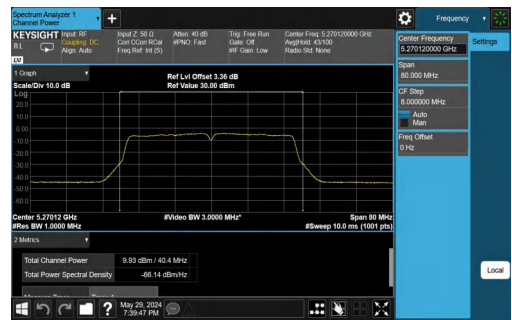 Spectrum Analyzer 1
Channel Power
+
Frequency
KEYSIGHT
RL
Input: RF
Coupling: DC
Align: Auto
Input Z: 50 Ω
Corr CCorr RCal
Freq Ref: Int (S)
Atten: 40 dB
#PNO: Fast
Trig: Free Run
Gate: Off
#IF Gain: Low
Center Freq: 5.270120000 GHz
Avg|Hold: 43/100
Radio Std: None
LXI
Center Frequency
5.270120000 GHz
Settings
Span
80.000 MHz
CF Step
8.000000 MHz
Auto
Man
Freq Offset
0 Hz
1 Graph
Scale/Div 10.0 dB
Ref Lvl Offset 3.36 dB
Ref Value 30.00 dBm
Log
20.0
10.0
0.00
-10.0
-20.0
-30.0
-40.0
-50.0
-60.0
Center 5.27012 GHz
#Video BW 3.0000 MHz*
Span 80 MHz
#Res BW 1.0000 MHz
#Sweep 10.0 ms (1001 pts)
2 Metrics
Total Channel Power
9.93 dBm / 40.4 MHz
Total Power Spectral Density
-66.14 dBm/Hz
Local
?
May 29, 2024
7:39:47 PM